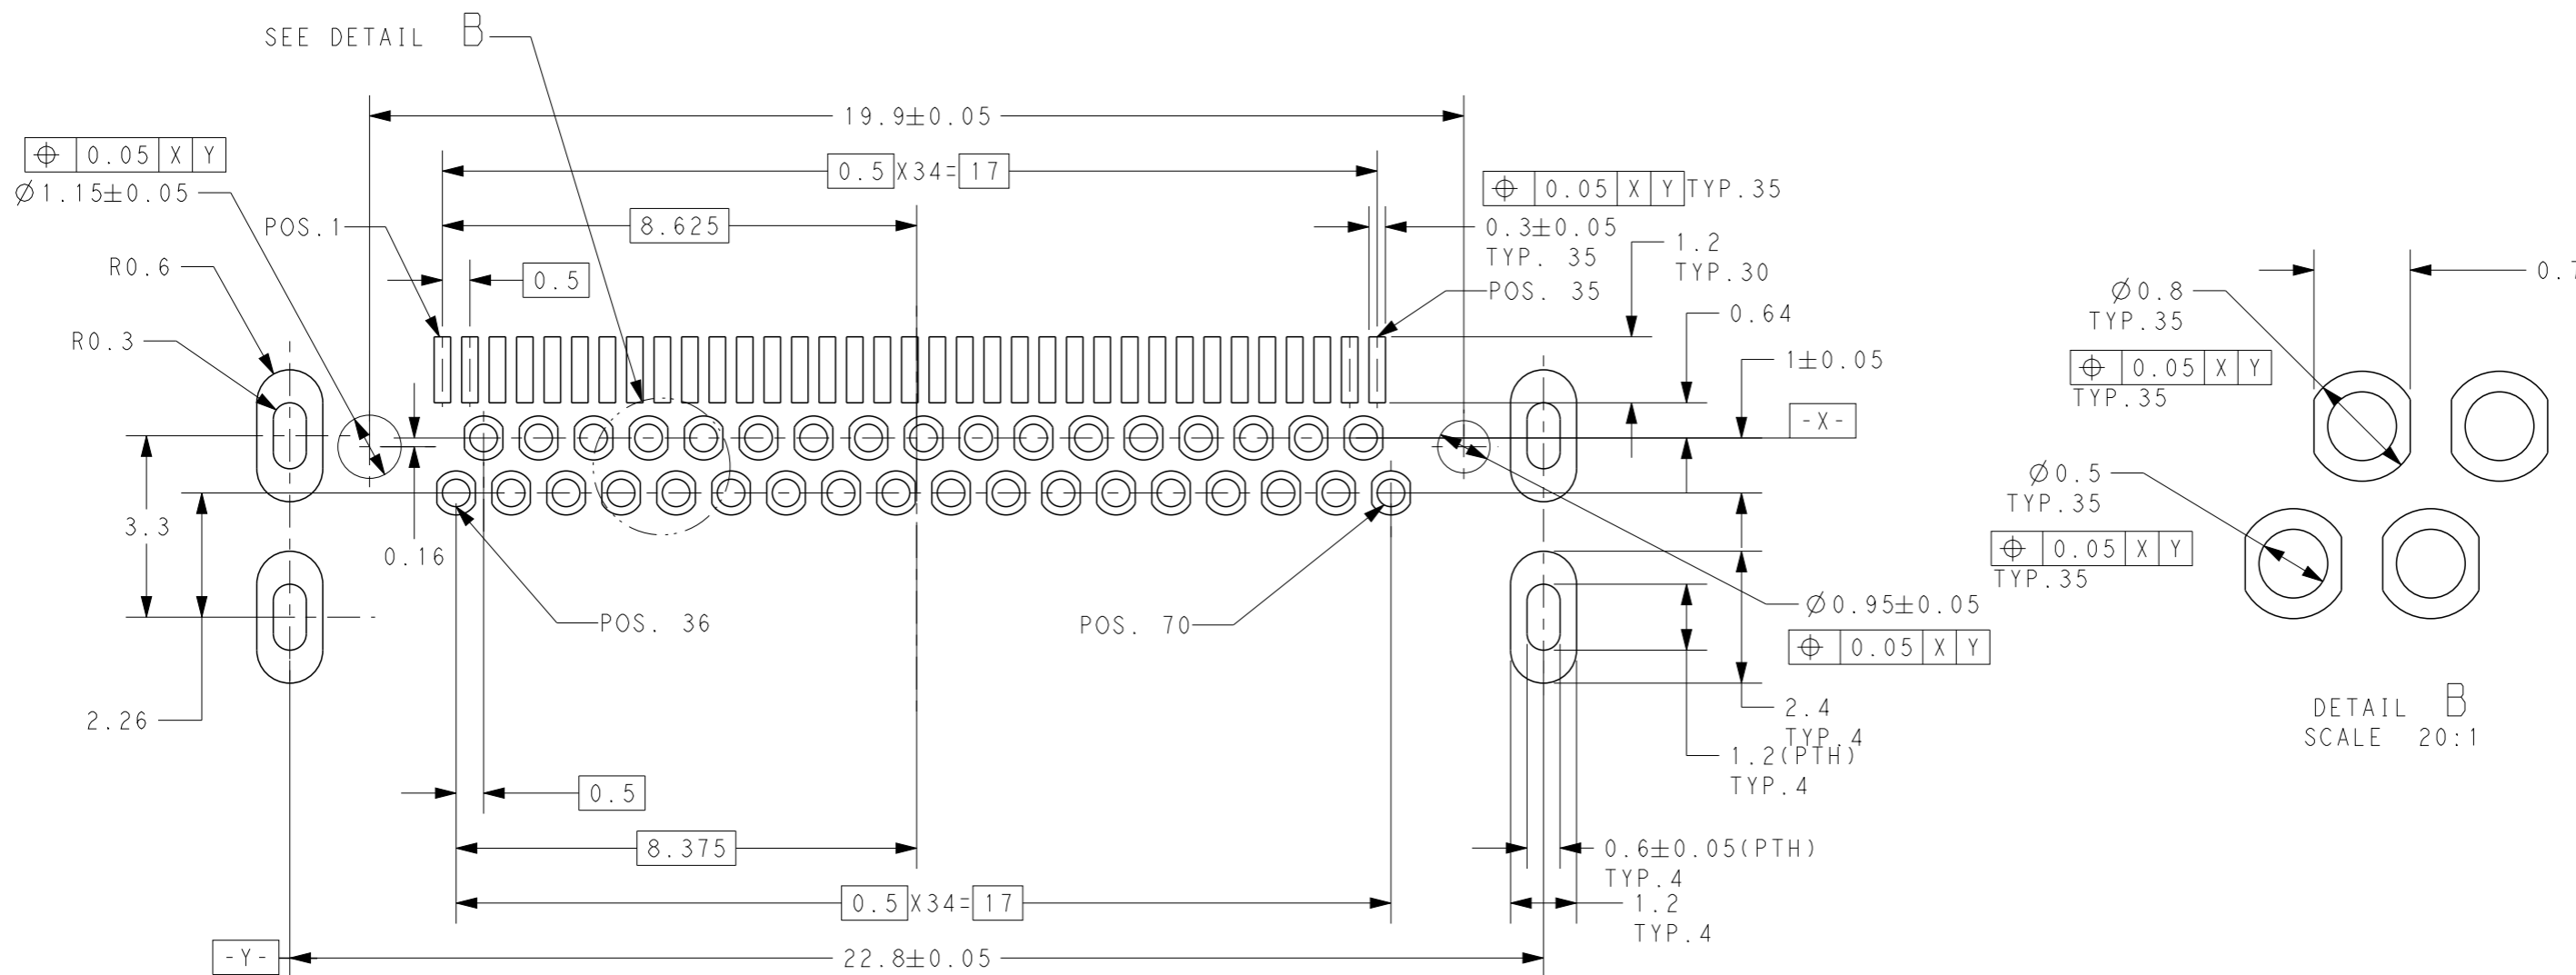 SEE DETAIL B
19.9±0.05
⌖ 0.05 X Y
Ø1.15±0.05
0.5 X34= 17
⌖ 0.05 X Y TYP.35
POS.1
8.625
0.3±0.05
TYP. 35
1.2
TYP.30
R0.6
0.5
POS. 35
0.64
R0.3
1±0.05
-X-
Ø0.8
TYP.35
⌖ 0.05 X Y
TYP.35
Ø0.5
TYP.35
⌖ 0.05 X Y
TYP.35
3.3
0.16
POS. 36
POS. 70
Ø0.95±0.05
⌖ 0.05 X Y
2.26
2.4
TYP.4
1.2(PTH)
TYP.4
DETAIL B
SCALE 20:1
0.5
8.375
0.6±0.05(PTH)
TYP.4
0.5 X34= 17
1.2
TYP.4
-Y-
22.8±0.05